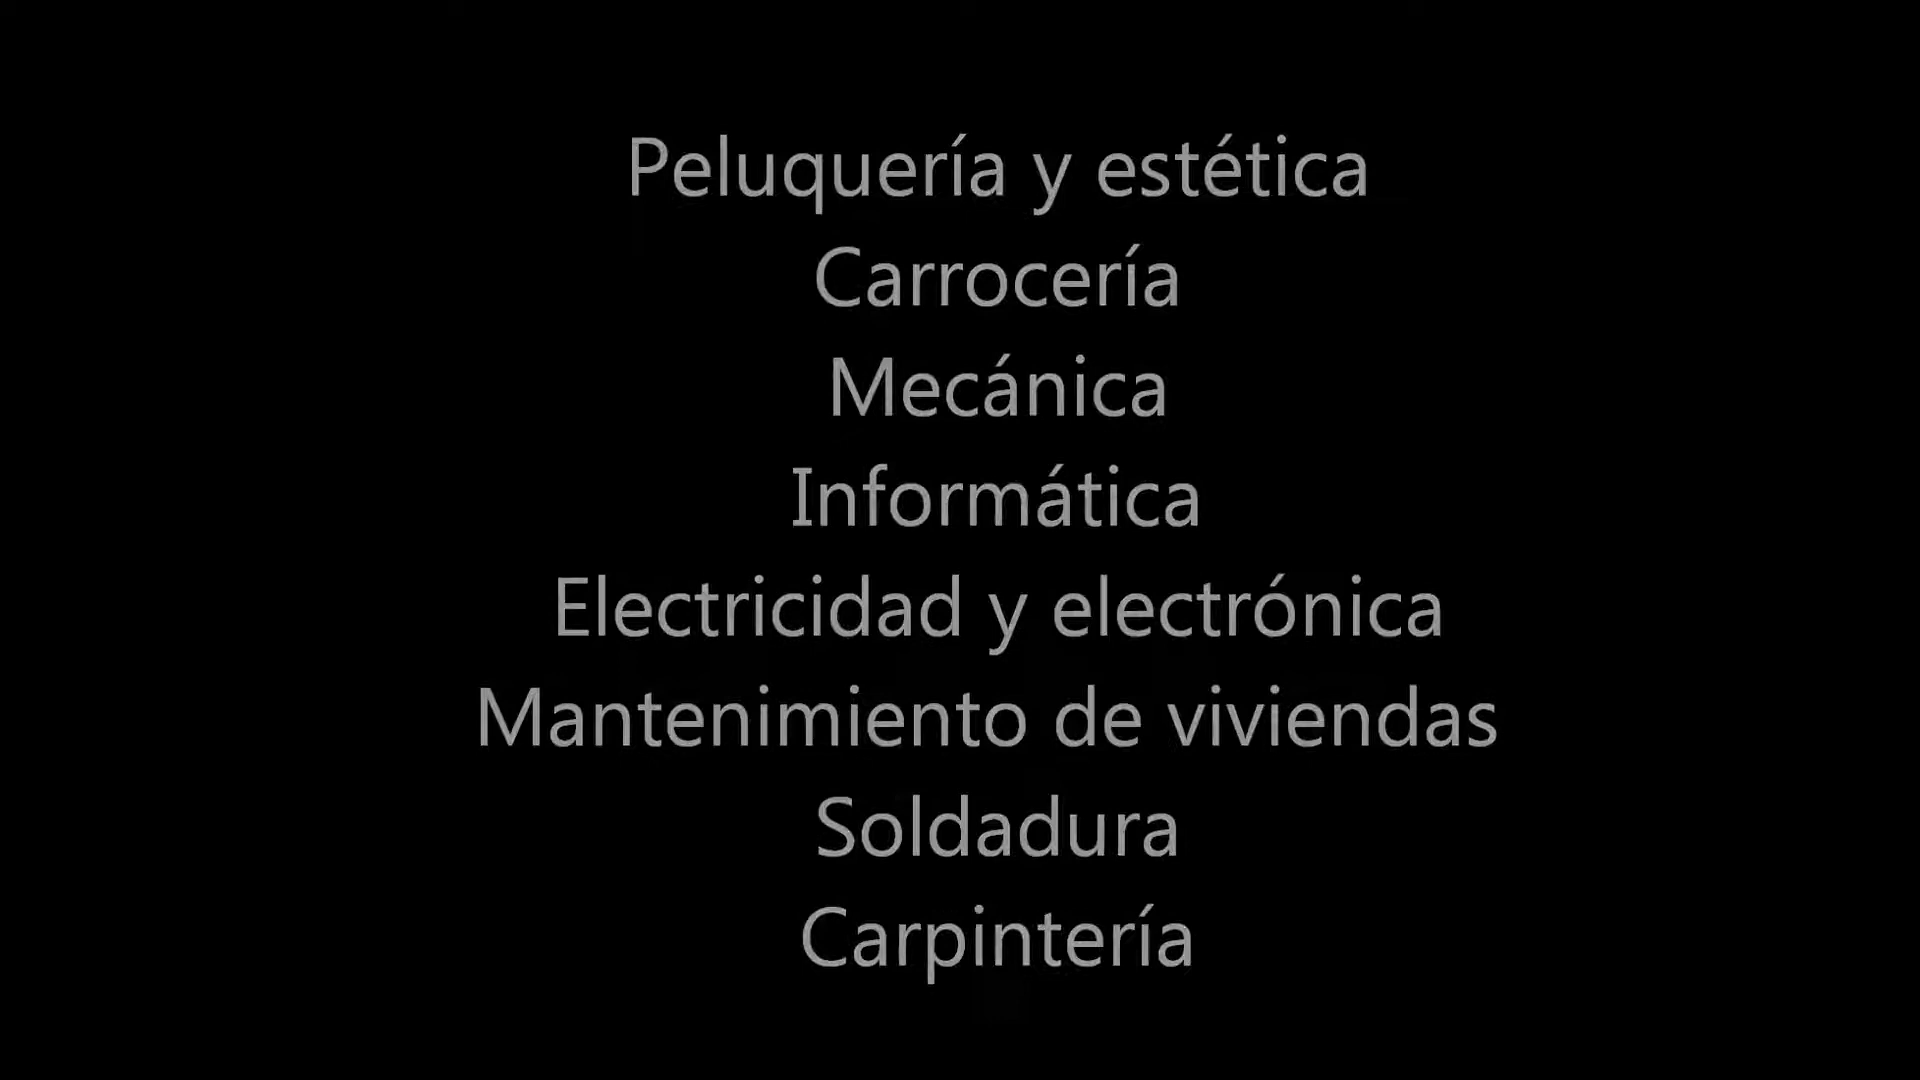 Peluquería y estética
Carrocería
Mecánica
Informática
Electricidad y electrónica
Mantenimiento de viviendas
Soldadura
Carpintería